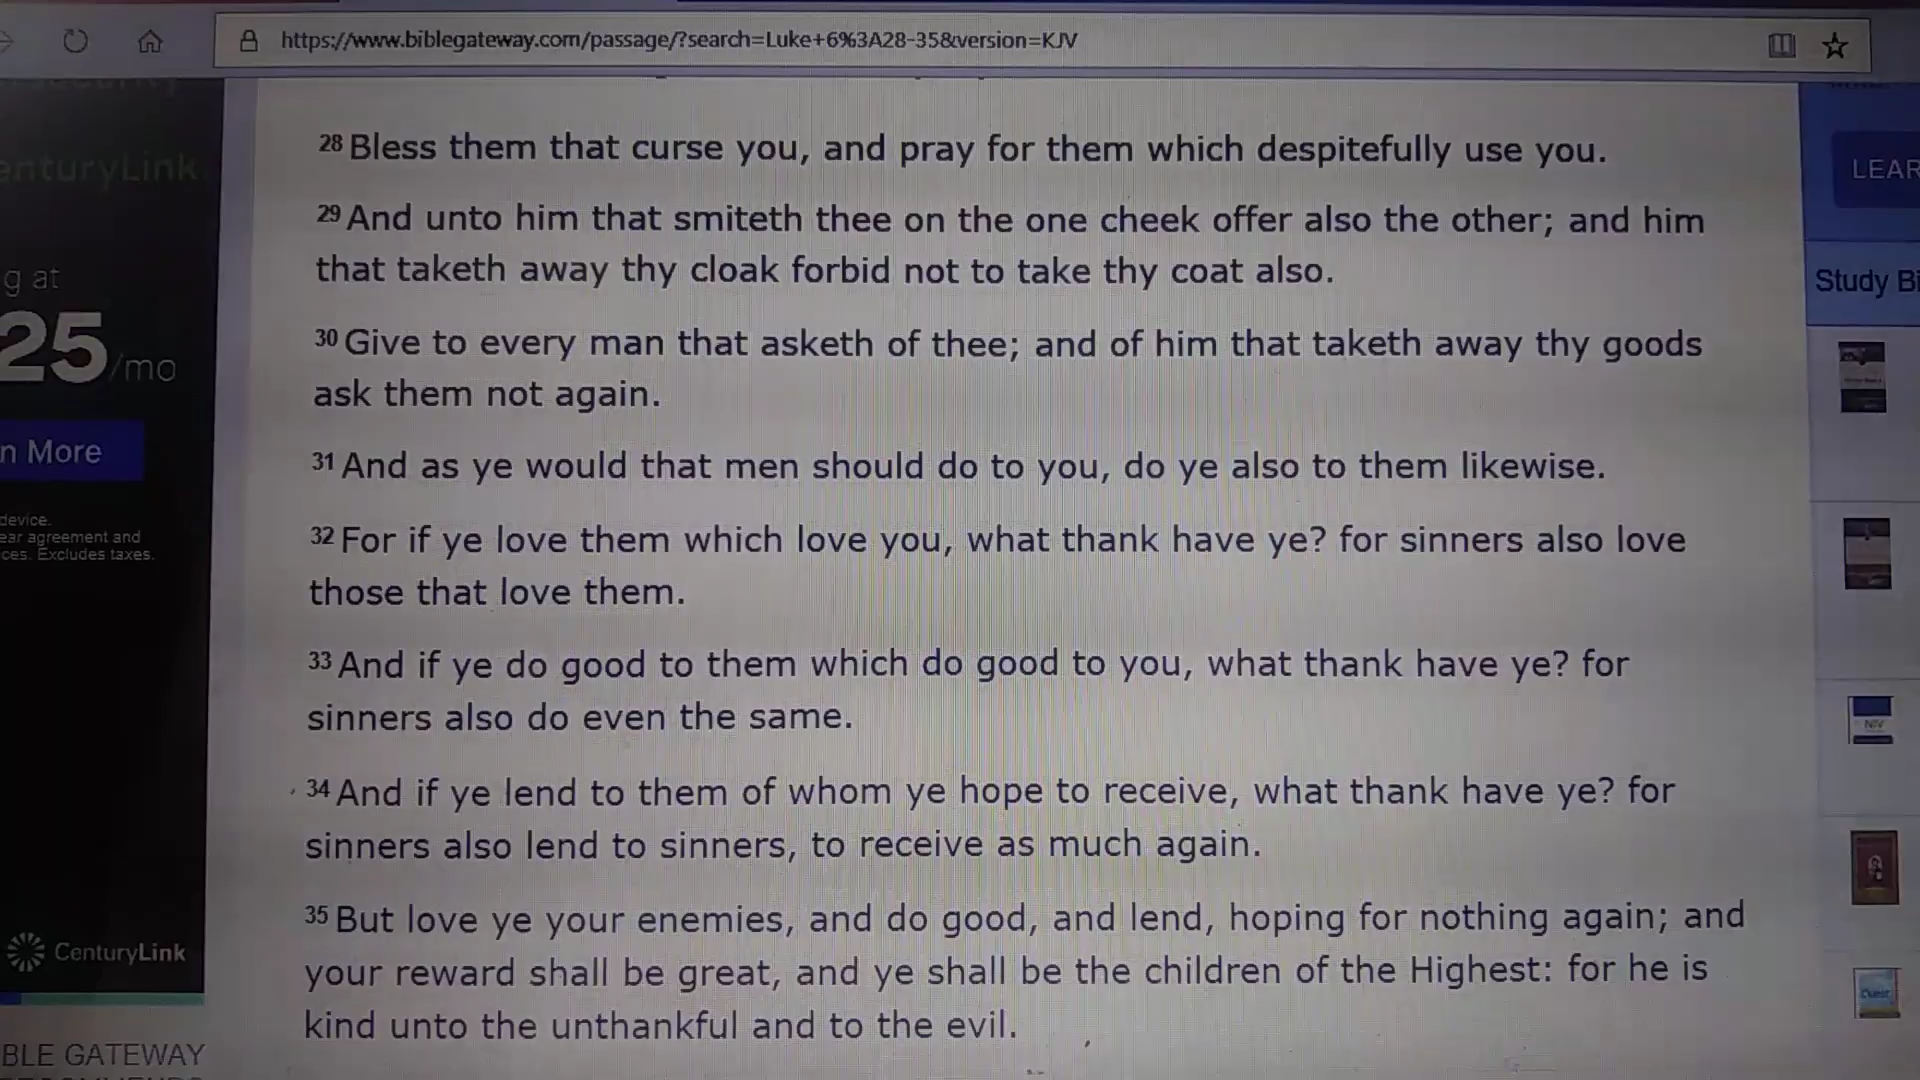 https://www.biblegateway.com/passage/?search=Luke+6%3A28-35&version=KJV
28 Bless them that curse you, and pray for them which despitefully use you.
29 And unto him that smiteth thee on the one cheek offer also the other; and him
that taketh away thy cloak forbid not to take thy coat also.
30 Give to every man that asketh of thee; and of him that taketh away thy goods
ask them not again.
31 And as ye would that men should do to you, do ye also to them likewise.
32 For if ye love them which love you, what thank have ye? for sinners also love
those that love them.
33 And if ye do good to them which do good to you, what thank have ye? for
sinners also do even the same.
34 And if ye lend to them of whom ye hope to receive, what thank have ye? for
sinners also lend to sinners, to receive as much again.
35 But love ye your enemies, and do good, and lend, hoping for nothing again; and
your reward shall be great, and ye shall be the children of the Highest: for he is
kind unto the unthankful and to the evil.
enturyLink
g at
25/mo
n More
device.
ear agreement and
ces. Excludes taxes.
CenturyLink
BLE GATEWAY
LEAR
Study Bi
NIV